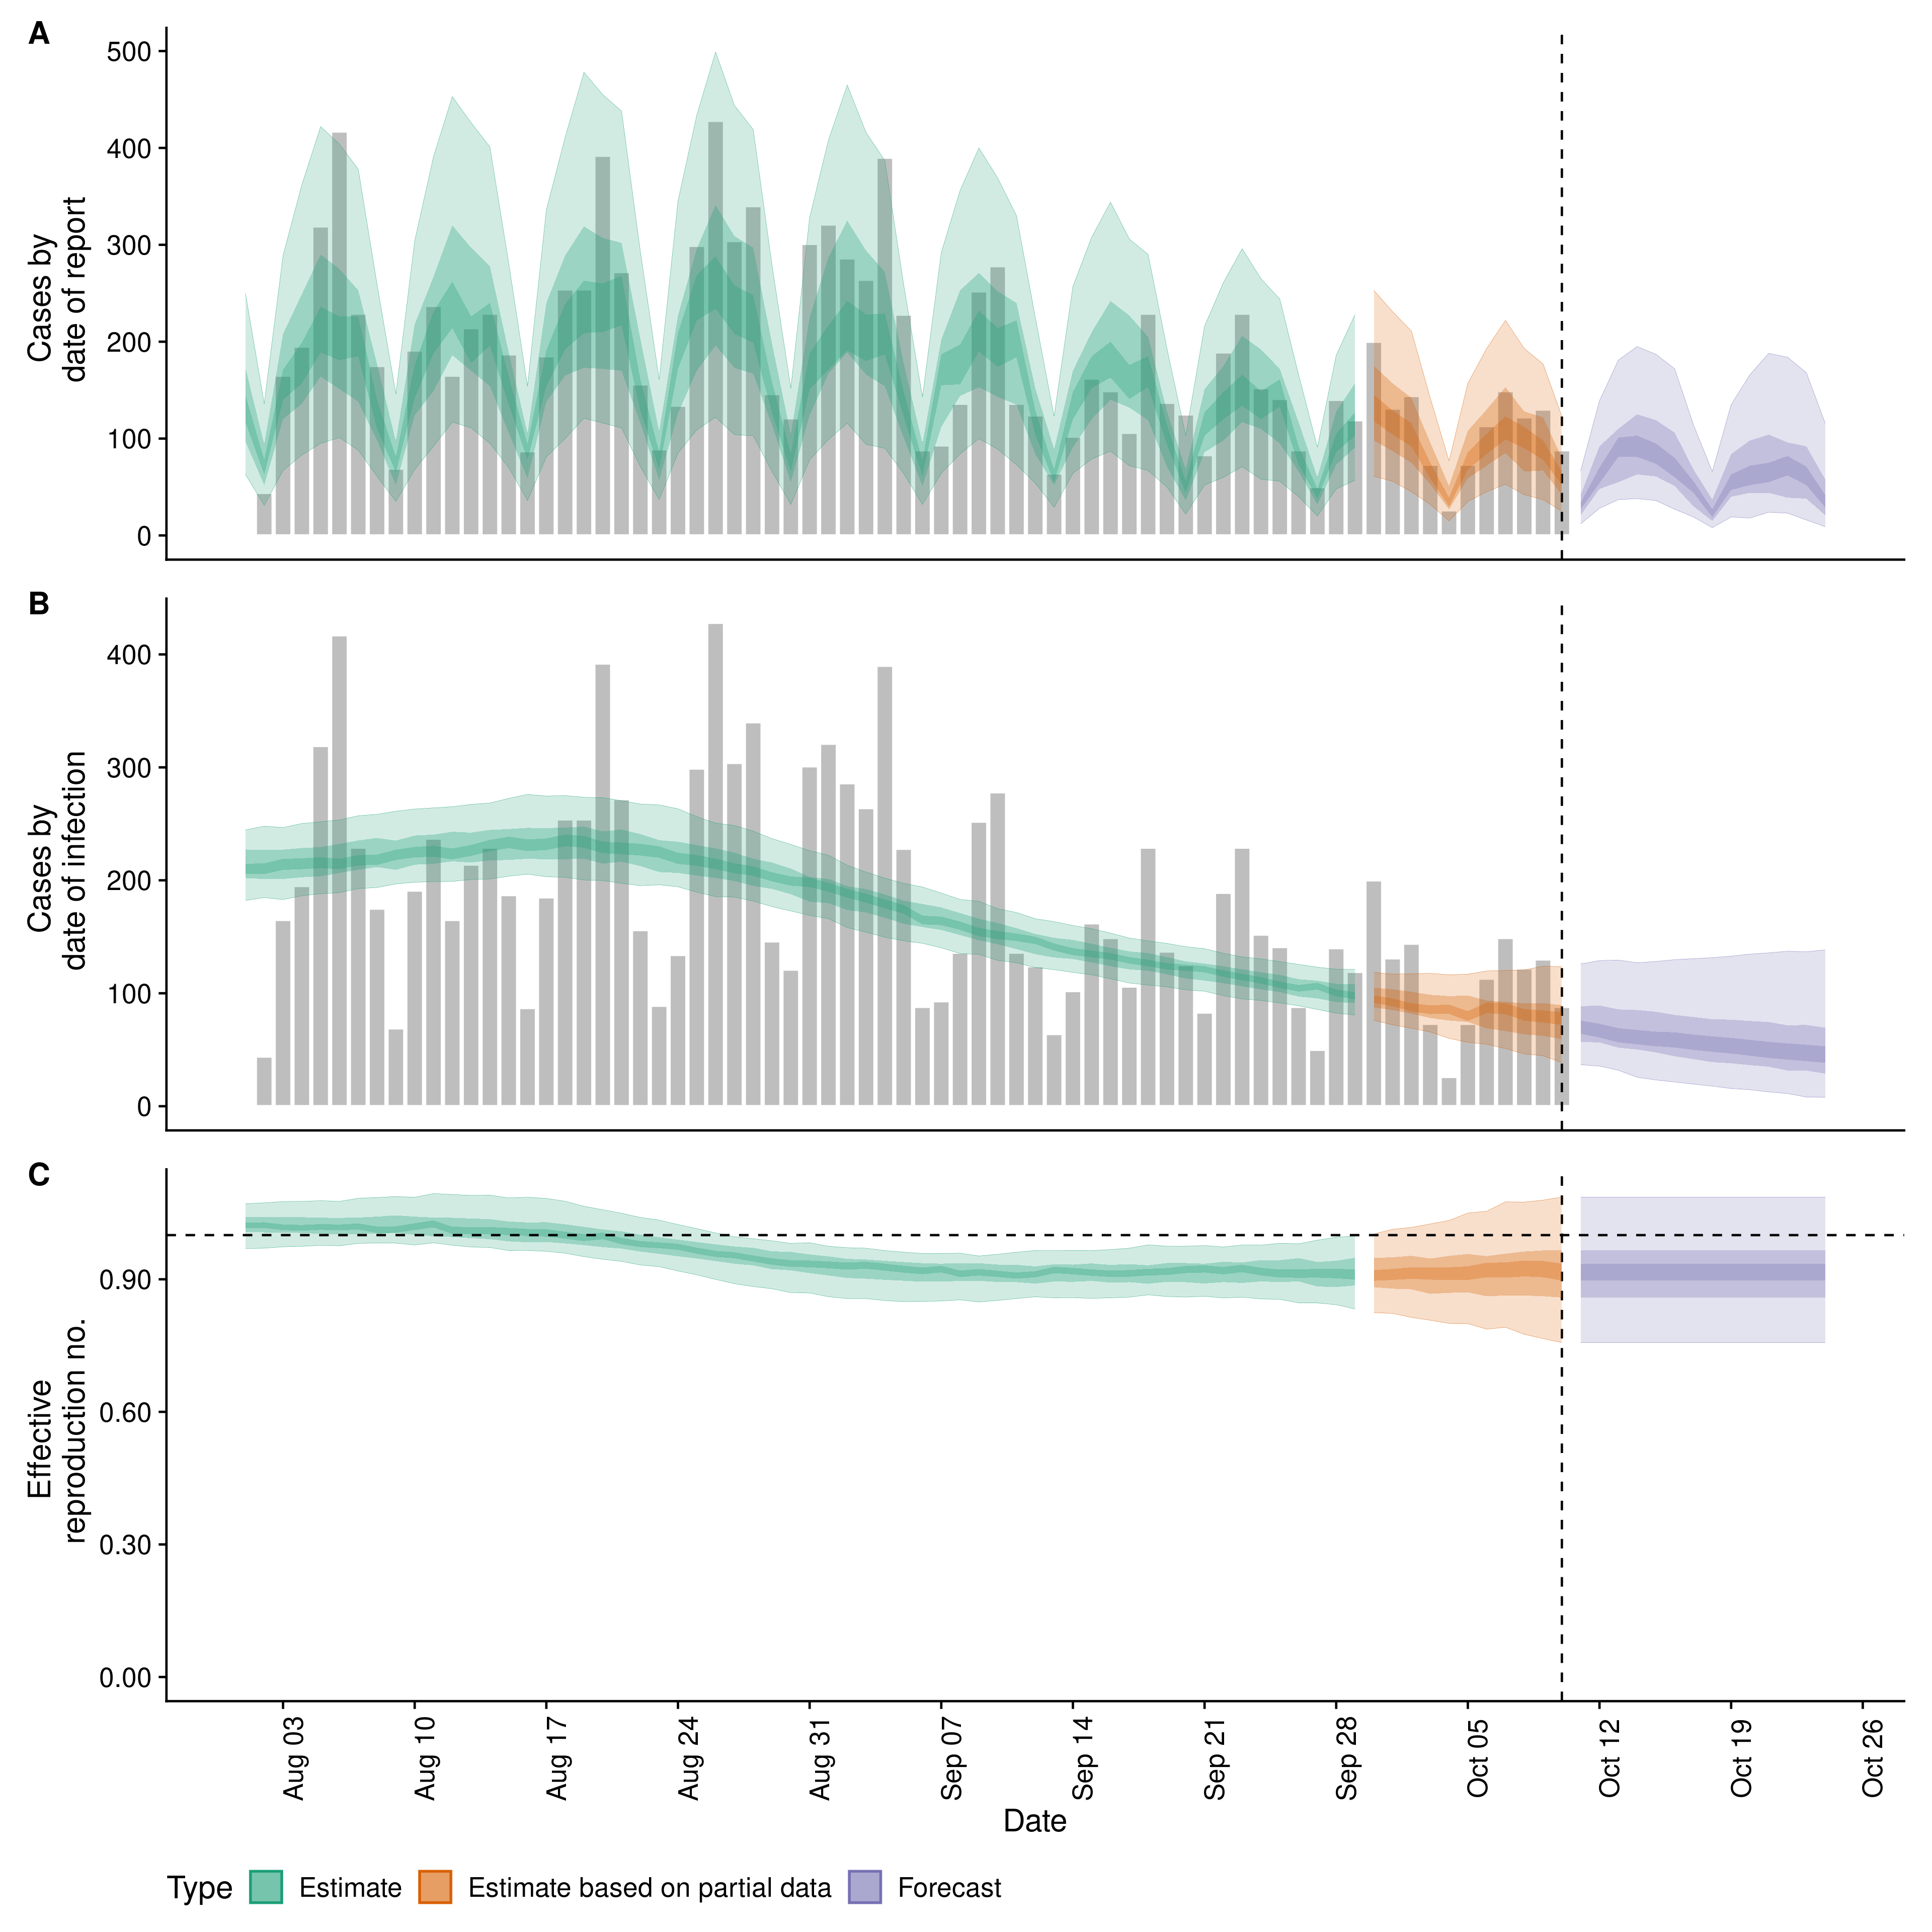 A
500
400
300
200
100
0
Cases by
date of report
B
400
300
200
100
0
Cases by
date of infection
C
0.90
0.60
0.30
0.00
Effective
reproduction no.
Aug 03
Aug 10
Aug 17
Aug 24
Aug 31
Sep 07
Sep 14
Sep 21
Sep 28
Oct 05
Oct 12
Oct 19
Oct 26
Date
Type Estimate Estimate based on partial data Forecast